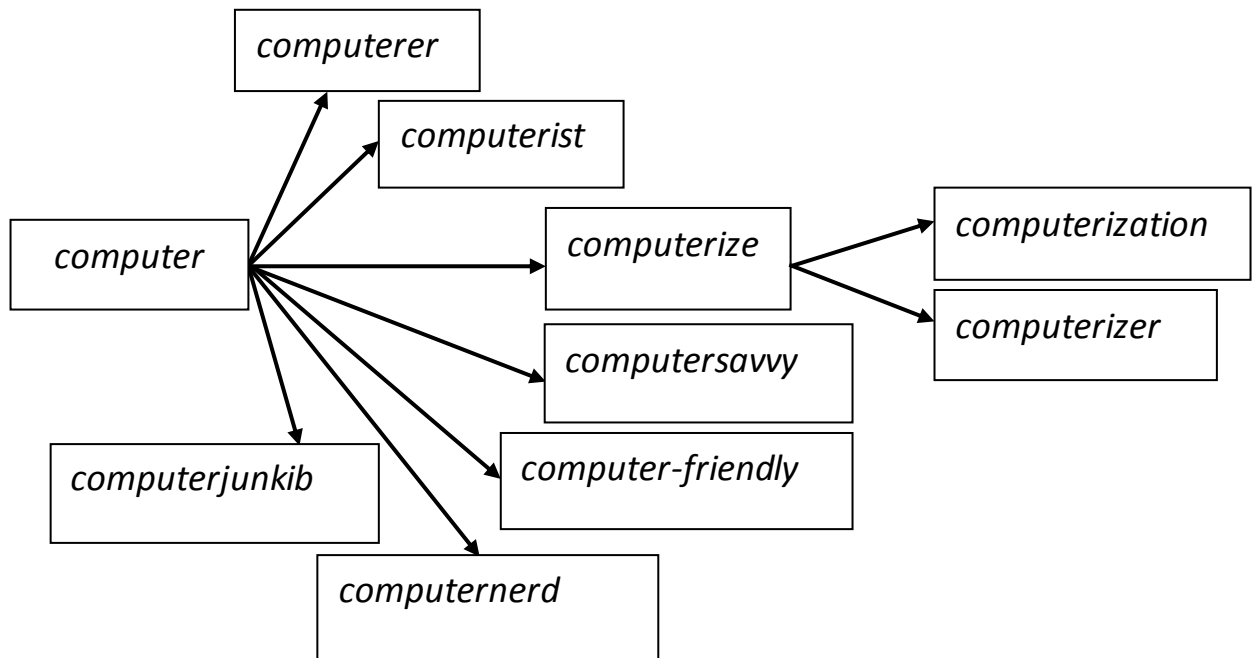 computerer
computerist
computer
computerize
computerization
computerizer
computersavvy
computer-friendly
computerjunkib
computernerd